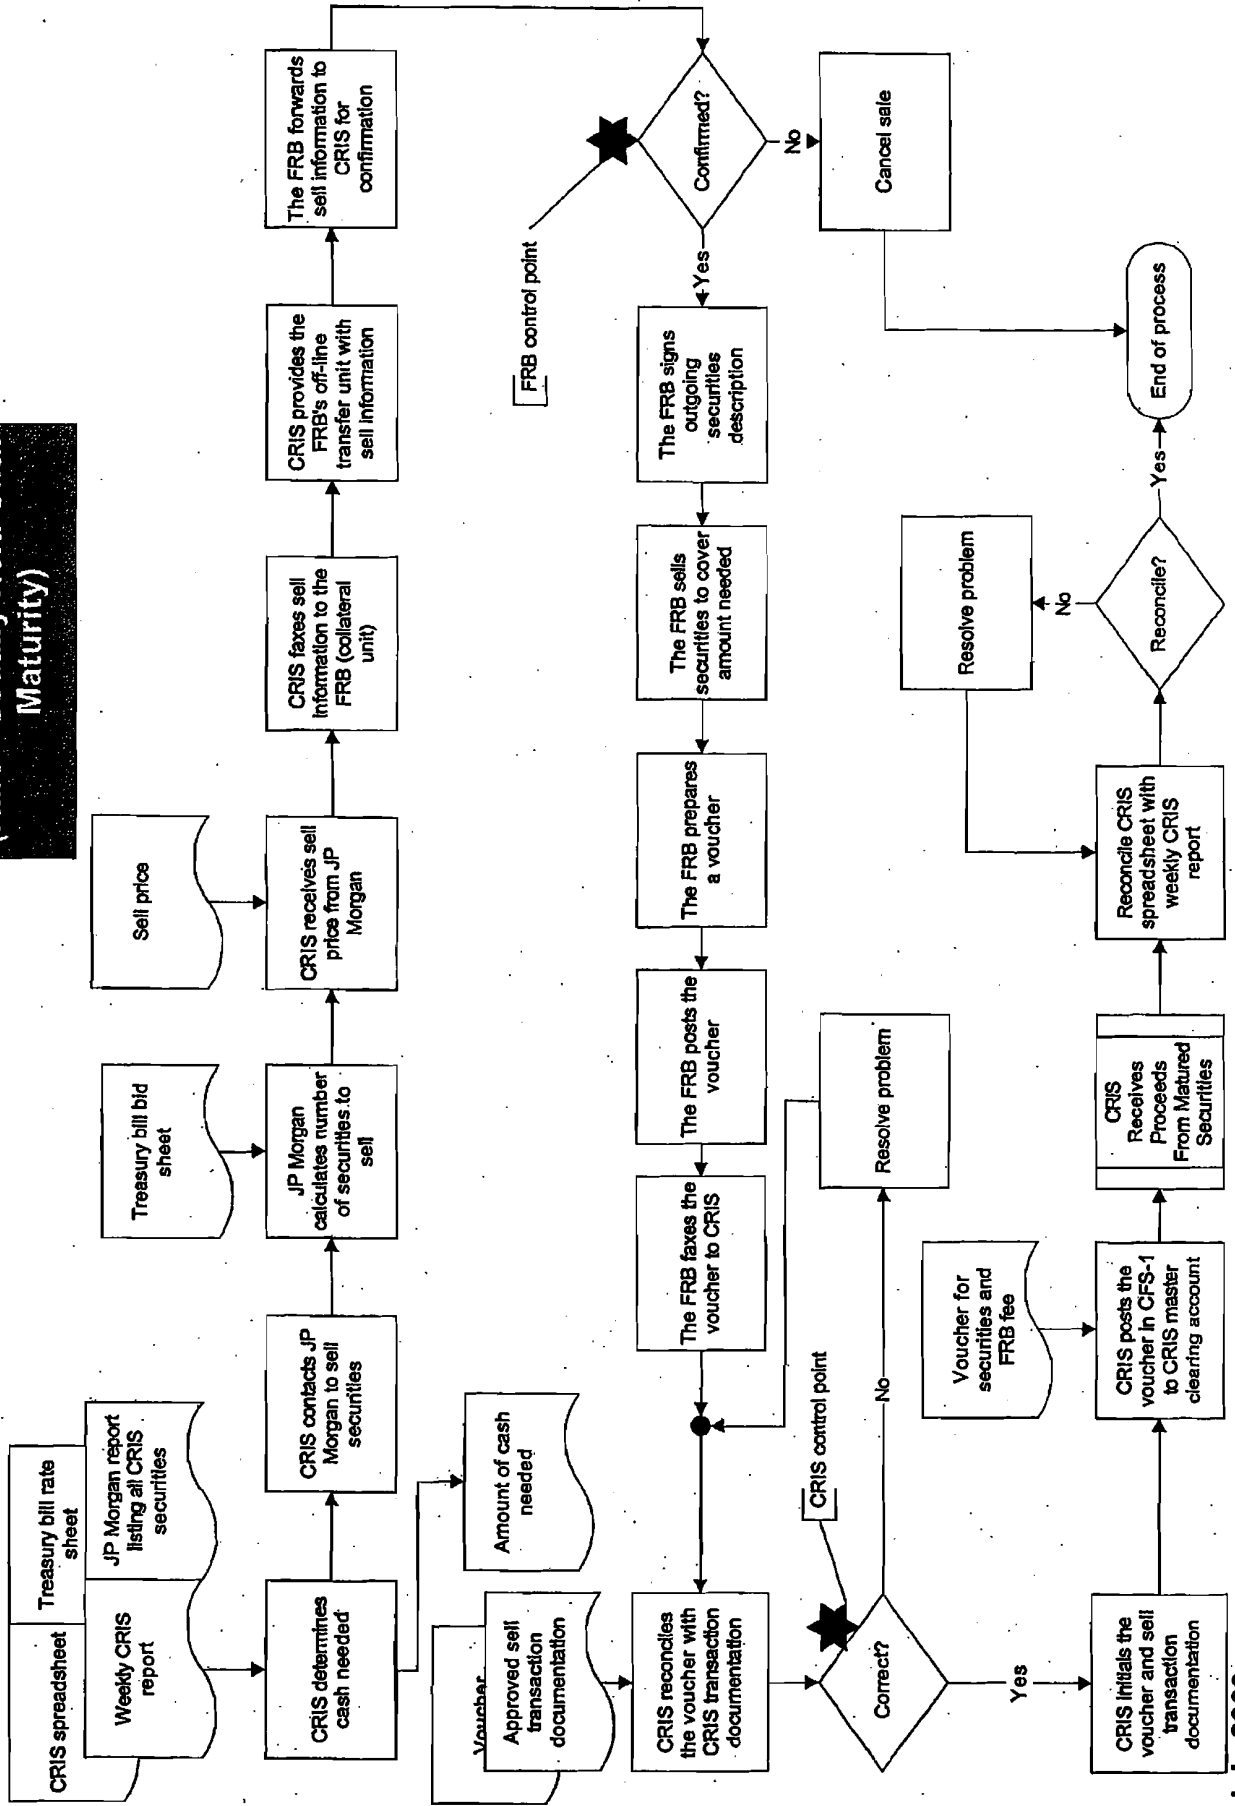 Maturity)
CRIS spreadsheet
Treasury bill rate
sheet
Weekly CRIS
report
JP Morgan report
listing all CRIS
securities
Treasury bill bid
sheet
Sell price
CRIS determines
cash needed
CRIS contacts JP
Morgan to sell
securities
JP Morgan
calculates number
of securities to
sell
CRIS receives sell
price from JP
Morgan
CRIS faxes sell
information to the
FRB (collateral
unit)
CRIS provides the
FRB's off-line
transfer unit with
sell information
The FRB forwards
sell information to
CRIS for
confirmation
Amount of cash
needed
FRB control point
Confirmed?
Yes
No
Cancel sale
Voucher
Approved sell
transaction
documentation
CRIS reconciles
the voucher with
CRIS transaction
documentation
The FRB faxes the
voucher to CRIS
The FRB posts the
voucher
The FRB prepares
a voucher
The FRB sells
securities to cover
amount needed
The FRB signs
outgoing
securities
description
CRIS control point
Correct?
No
Resolve problem
Yes
Voucher for
securities and
FRB fee
Resolve problem
CRIS initials the
voucher and sell
transaction
documentation
CRIS posts the
voucher in CFS-1
to CRIS master
clearing account
CRIS
Receives
Proceeds
From Matured
Securities
Reconcile CRIS
spreadsheet with
weekly CRIS
report
Reconcile?
No
Yes
End of process